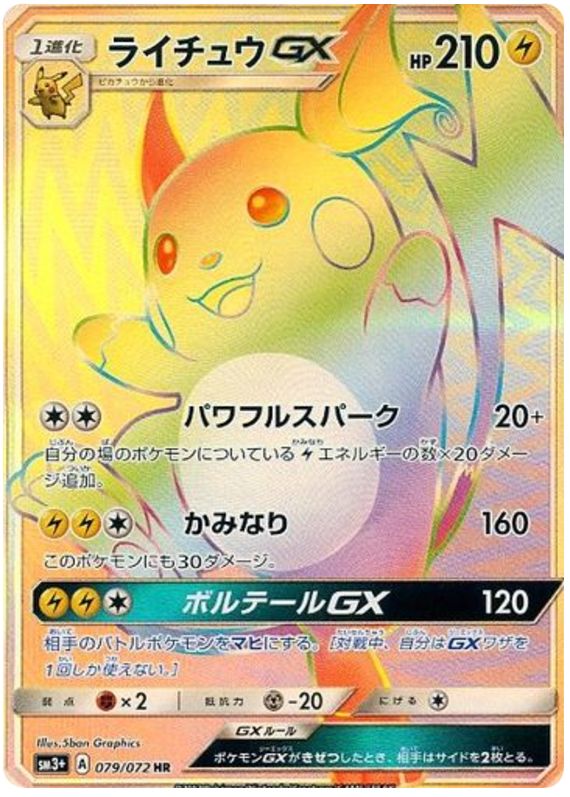 1進化 ライチュウGX HP210
ピカチュウから進化
パワフルスパーク 20+
自分の場のポケモンについているエネルギーの数×20ダメー
ジ追加。
かみなり 160
このポケモンにも30ダメージ。
ボルテールGX 120
相手のバトルポケモンをマヒにする。[対戦中、自分はGXワザを
1回しか使えない。]
弱点 ×2 抵抗力 -20 にげる
Illus.5ban Graphics
GXルール
ポケモンGXがきぜつしたとき、相手はサイドを2枚とる。
SM3+ A 079/072 HR